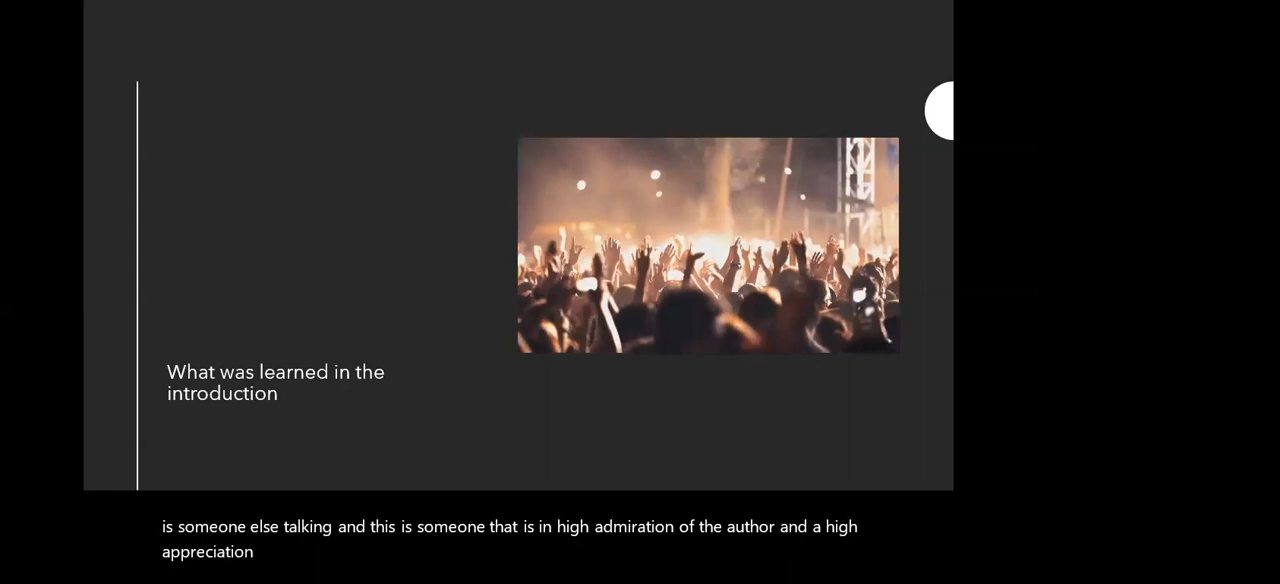 What was learned in the
introduction
is someone else talking and this is someone that is in high admiration of the author and a high
appreciation